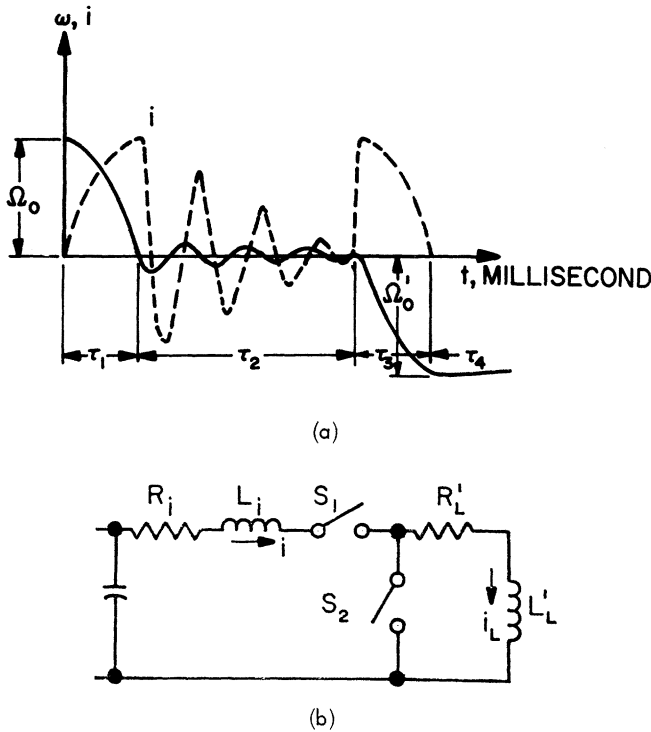 ω, i
i
Ω₀
t, MILLISECOND
Ω₀'
τ₁
τ₂
τ₃
τ₄
(a)
Rᵢ
Lᵢ
S₁
R'L
i
S₂
iL
L'L
(b)